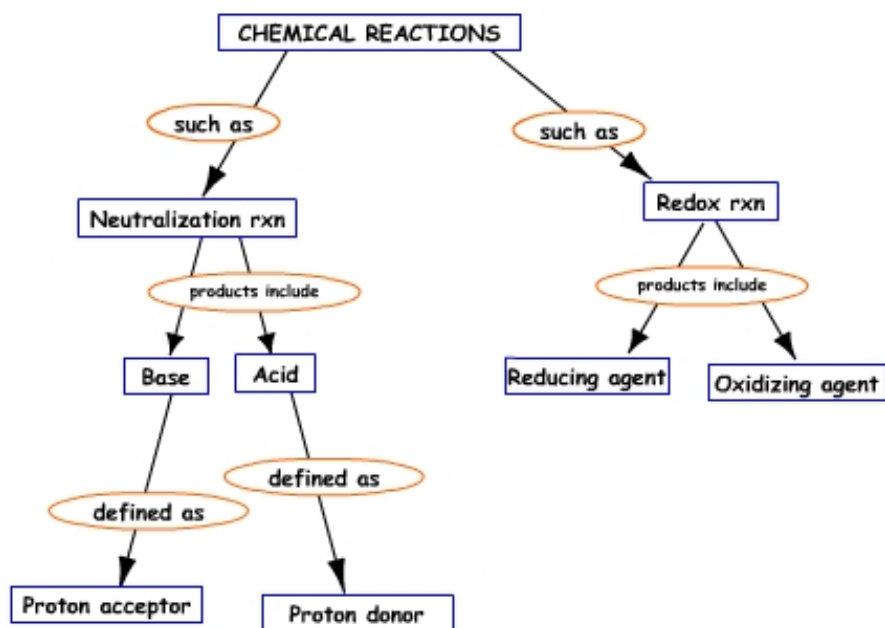 CHEMICAL REACTIONS
such as
such as
Neutralization rxn
Redox rxn
products include
products include
Base
Acid
Reducing agent
Oxidizing agent
defined as
defined as
Proton acceptor
Proton donor